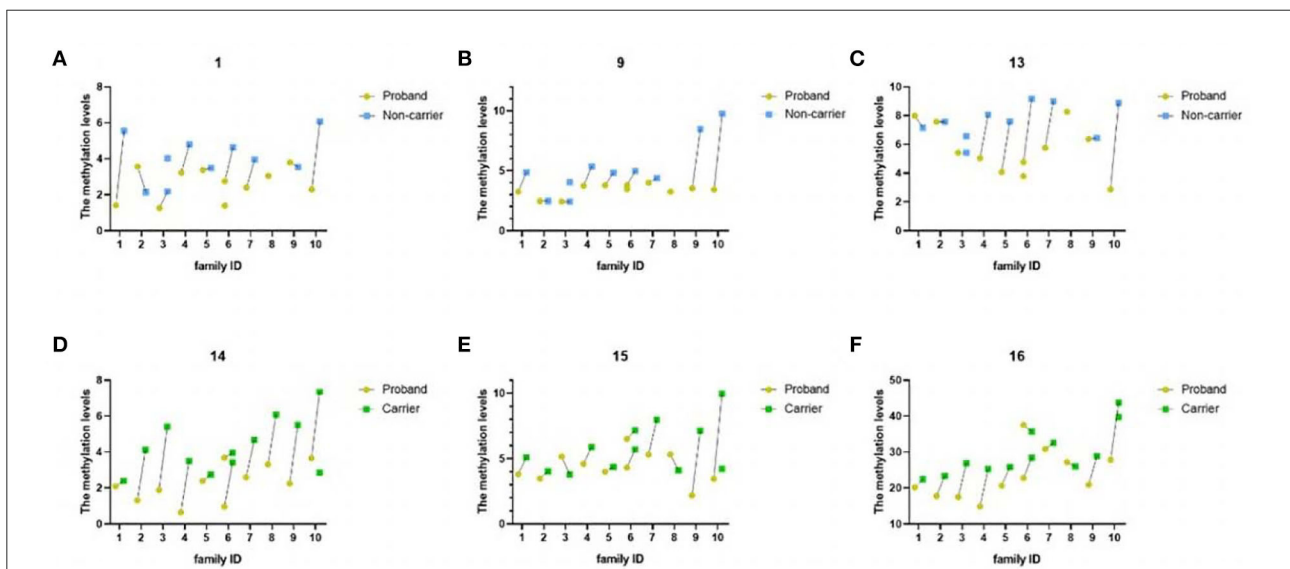 A
1
The methylation levels
8
6
4
2
0
1 2 3 4 5 6 7 8 9 10
family ID
Proband
Non-carrier
B
9
The methylation levels
10
5
0
1 2 3 4 5 6 7 8 9 10
family ID
Proband
Non-carrier
C
13
The methylation levels
10
8
6
4
2
0
1 2 3 4 5 6 7 8 9 10
family ID
Proband
Non-carrier
D
14
The methylation levels
8
6
4
2
0
1 2 3 4 5 6 7 8 9 10
family ID
Proband
Carrier
E
15
The methylation levels
10
5
0
1 2 3 4 5 6 7 8 9 10
family ID
Proband
Carrier
F
16
The methylation levels
50
40
30
20
10
1 2 3 4 5 6 7 8 9 10
family ID
Proband
Carrier